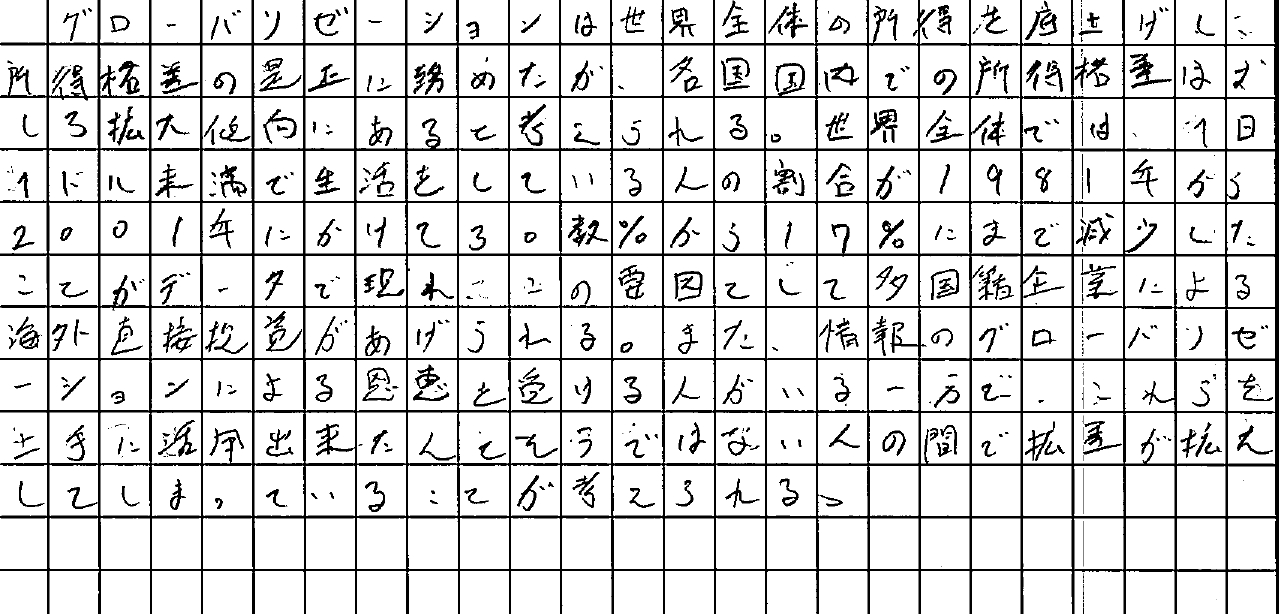 グローバリゼーションは世界全体の所得を底上げしこ
所得格差の是正に努めたが、各国国内での所得格差はむ
しろ拡大傾向にあると考えられる。世界全体では、1日
1ドル未満で生活をしている人の割合が1981年から
2001年にかけて30数%から17%にまで減少した
ことがデータで現れ、この要因として多国籍企業による
海外直接投資があげられる。また、情報のグローバリゼ
ーションによる恩恵を受ける人がいる一方で、これらを
上手に活用出来た人とそうではない人の間で拡差が拡大
してしまっていることが考えられる。